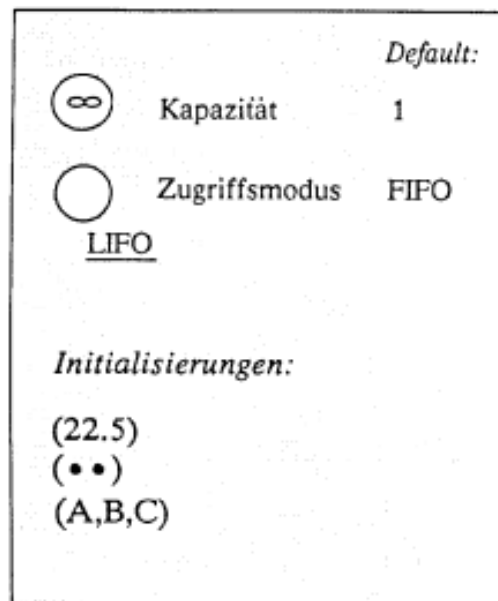 Default:
∞ Kapazität 1
Zugriffsmodus FIFO
LIFO
Initialisierungen:
(22.5)
(• •)
(A,B,C)